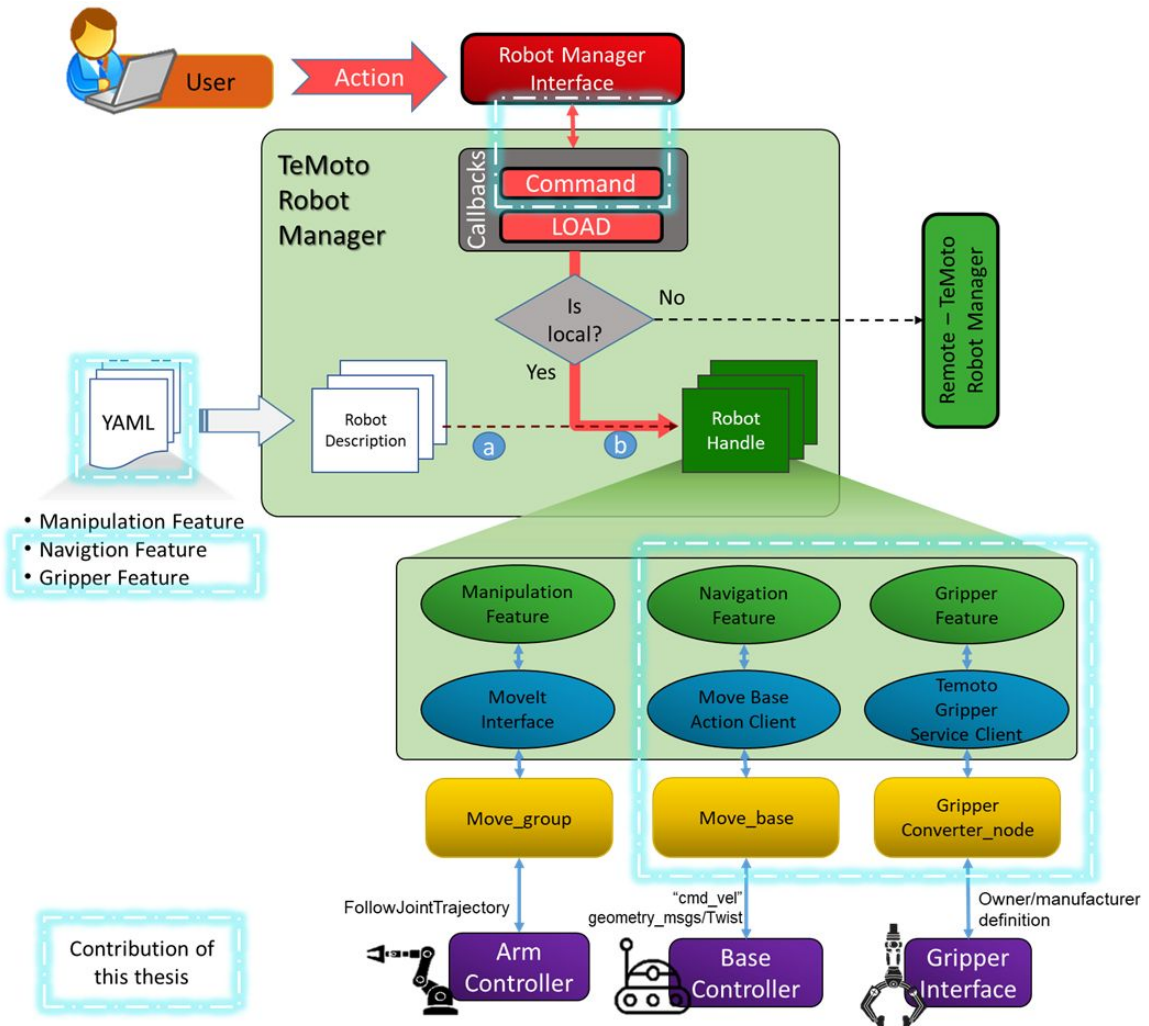 User
Action
Robot Manager
Interface
TeMoto
Robot
Manager
Callbacks
Command
LOAD
Is
local?
No
Yes
Remote – TeMoto
Robot Manager
YAML
Robot
Description
a
b
Robot
Handle
• Manipulation Feature
• Navigtion Feature
• Gripper Feature
Manipulation
Feature
Navigation
Feature
Gripper
Feature
MoveIt
Interface
Move Base
Action Client
Temoto
Gripper
Service Client
Move_group
Move_base
Gripper
Converter_node
FollowJointTrajectory
“cmd_vel”
geometry_msgs/Twist
Owner/manufacturer
definition
Arm
Controller
Base
Controller
Gripper
Interface
Contribution of
this thesis